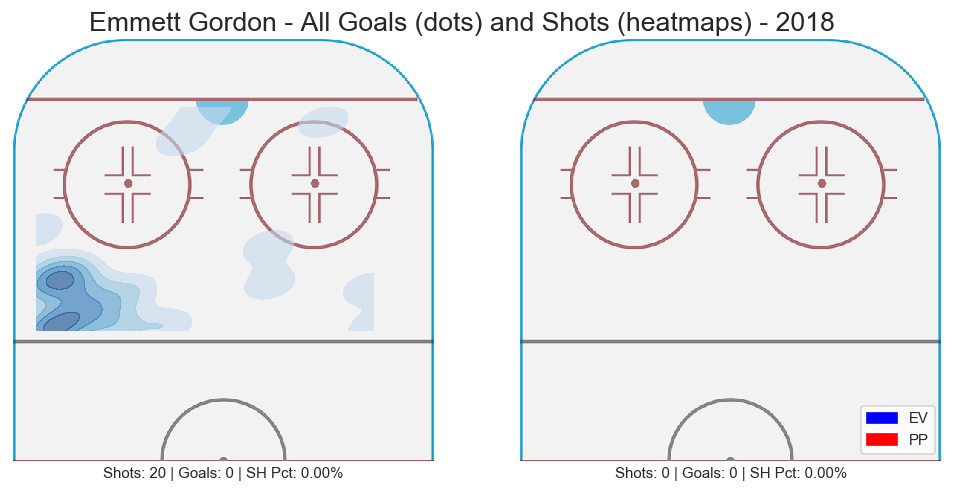 Emmett Gordon - All Goals (dots) and Shots (heatmaps) - 2018
EV
PP
Shots: 20 | Goals: 0 | SH Pct: 0.00%
Shots: 0 | Goals: 0 | SH Pct: 0.00%